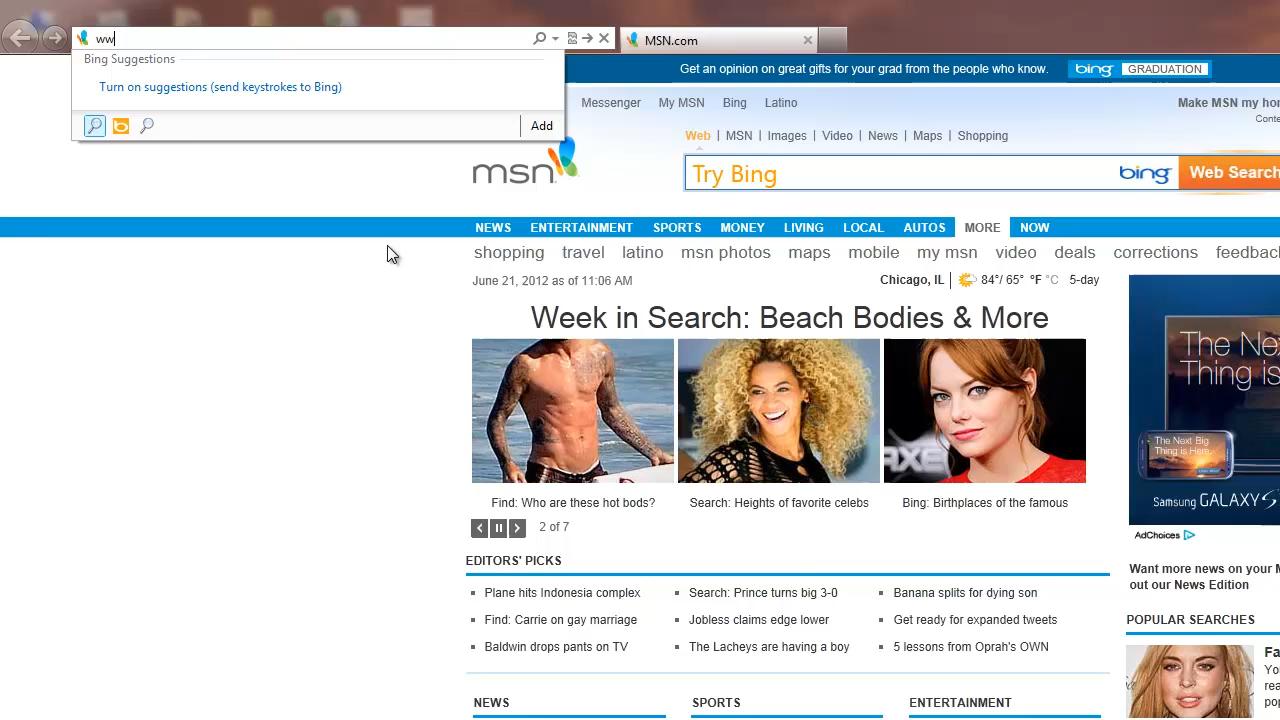 ww
MSN.com
Bing Suggestions
Turn on suggestions (send keystrokes to Bing)
Add
Get an opinion on great gifts for your grad from the people who know. bing GRADUATION
Messenger My MSN Bing Latino
Make MSN my
msn
Web | MSN | Images | Video | News | Maps | Shopping
Try Bing bing Web Search
NEWS ENTERTAINMENT SPORTS MONEY LIVING LOCAL AUTOS MORE NOW
shopping travel latino msn photos maps mobile my msn video deals corrections
June 21, 2012 as of 11:06 AM
Chicago, IL | 84°/ 65° °F °C 5-day
Week in Search: Beach Bodies & More
AXE
Find: Who are these hot bods? Search: Heights of favorite celebs Bing: Birthplaces of the famous
2 of 7
The
Thing is
The Next Big
Thing is Here.
Samsung GALAXY S
AdChoices
EDITORS' PICKS
Plane hits Indonesia complex Search: Prince turns big 3-0 Banana splits for dying son
Find: Carrie on gay marriage Jobless claims edge lower Get ready for expanded tweets
Baldwin drops pants on TV The Lacheys are having a boy 5 lessons from Oprah's OWN
Want more news on your
out our News Edition
POPULAR SEARCHES
NEWS SPORTS ENTERTAINMENT